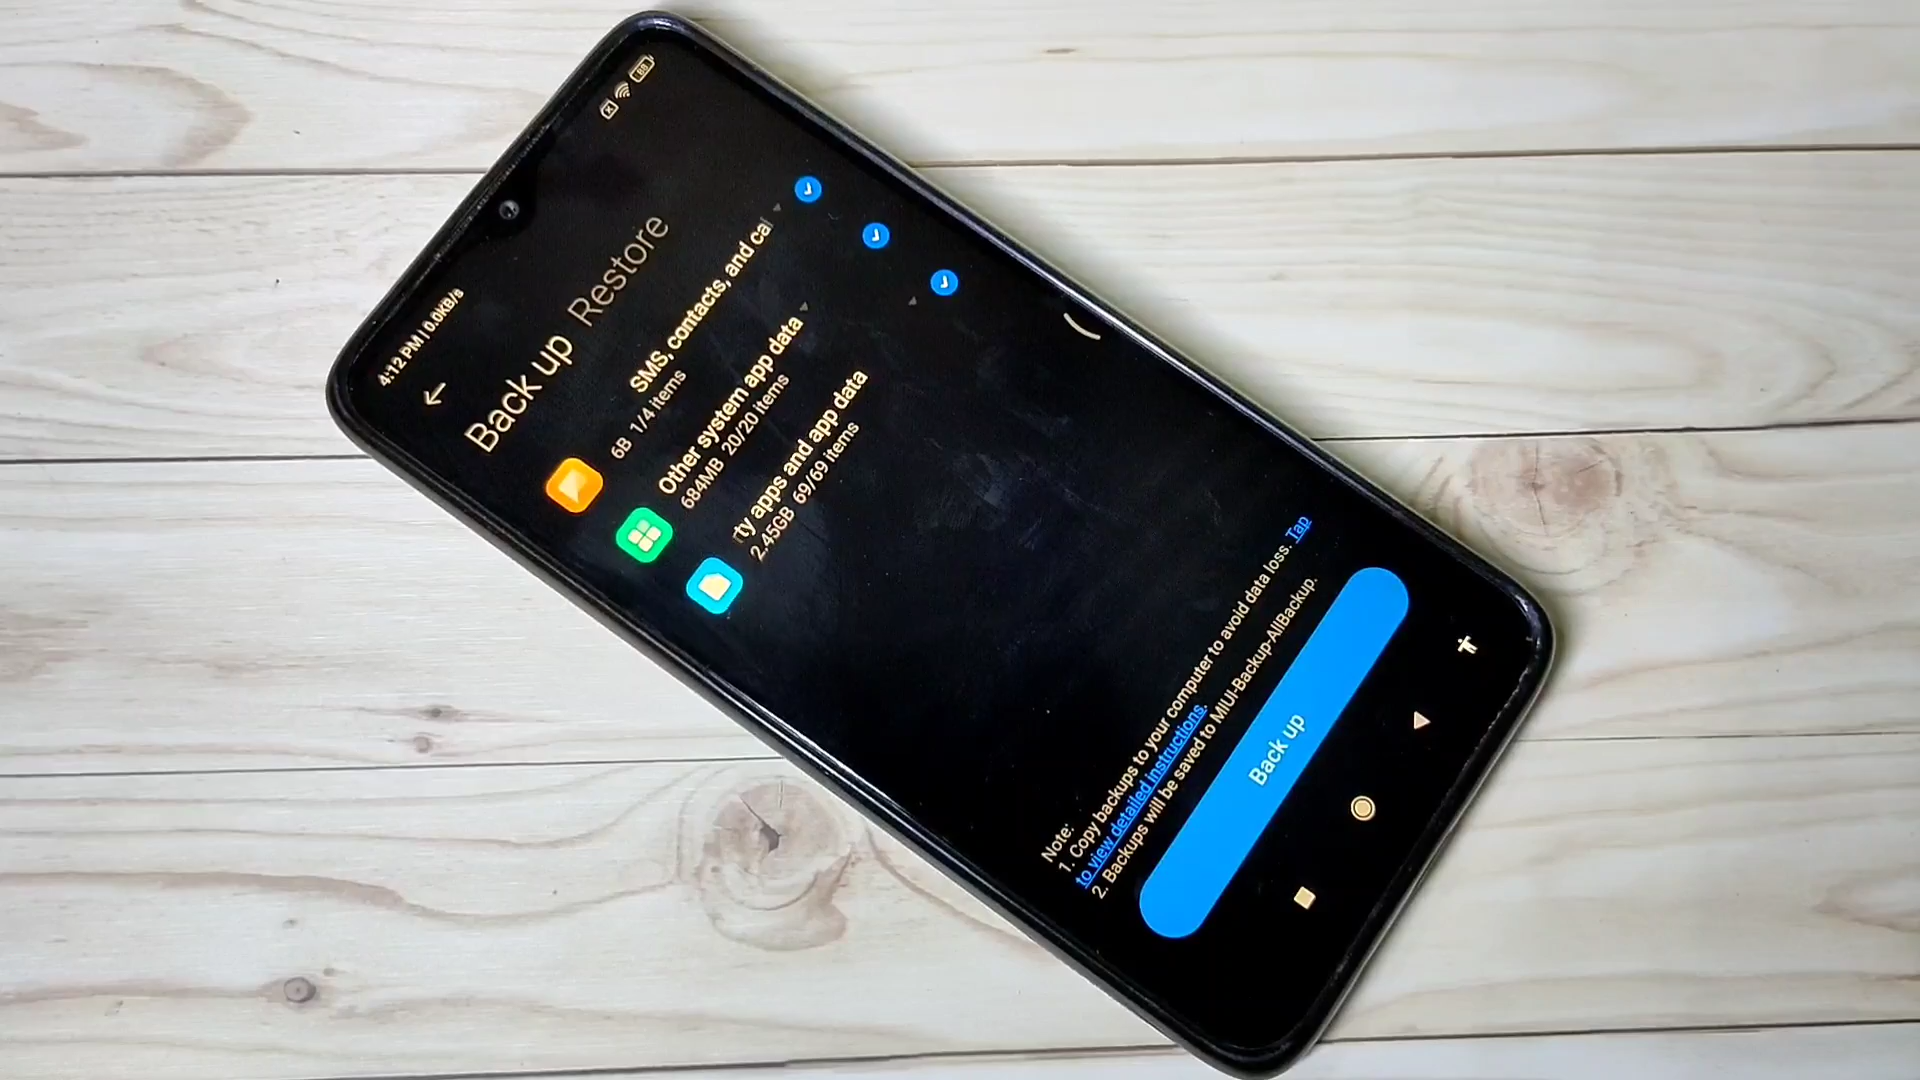 4:12 PM | 0.0KB/s
88
Back up Restore
SMS, contacts, and cal
6B 1/4 items
Other system app data
684MB 20/20 items
ty apps and app data
2.45GB 69/69 items
Note:
1. Copy backups to your computer to avoid data loss. Tap
to view detailed instructions.
2. Backups will be saved to MIUI-Backup-AllBackup.
Back up